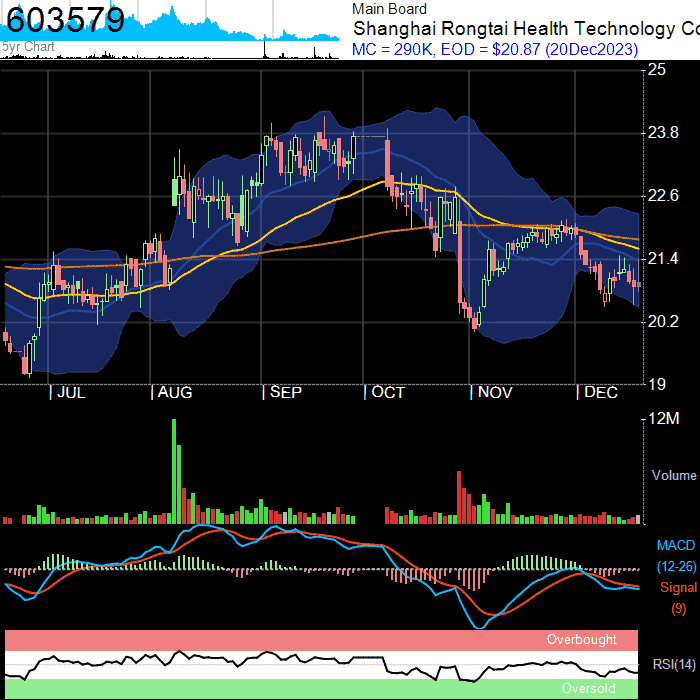 603579
5yr Chart
Main Board
Shanghai Rongtai Health Technology Co
MC = 290K, EOD = $20.87 (20Dec2023)
25
23.8
22.6
21.4
20.2
19
| JUL | AUG | SEP | OCT | NOV | DEC
12M
Volume
MACD
(12-26)
Signal
(9)
Overbought
RSI(14)
Oversold